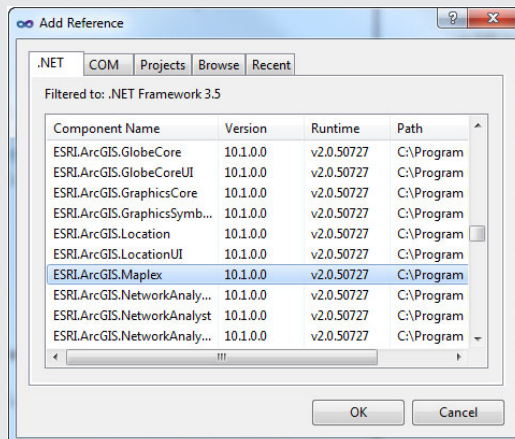 Add Reference
.NET COM Projects Browse Recent
Filtered to: .NET Framework 3.5
Component Name Version Runtime Path
ESRI.ArcGIS.GlobeCore 10.1.0.0 v2.0.50727 C:\Program
ESRI.ArcGIS.GlobeCoreUI 10.1.0.0 v2.0.50727 C:\Program
ESRI.ArcGIS.GraphicsCore 10.1.0.0 v2.0.50727 C:\Program
ESRI.ArcGIS.GraphicsSymb... 10.1.0.0 v2.0.50727 C:\Program
ESRI.ArcGIS.Location 10.1.0.0 v2.0.50727 C:\Program
ESRI.ArcGIS.LocationUI 10.1.0.0 v2.0.50727 C:\Program
ESRI.ArcGIS.Maplex 10.1.0.0 v2.0.50727 C:\Program
ESRI.ArcGIS.NetworkAnaly... 10.1.0.0 v2.0.50727 C:\Program
ESRI.ArcGIS.NetworkAnalyst 10.1.0.0 v2.0.50727 C:\Program
ESRI.ArcGIS.NetworkAnaly... 10.1.0.0 v2.0.50727 C:\Program
OK Cancel